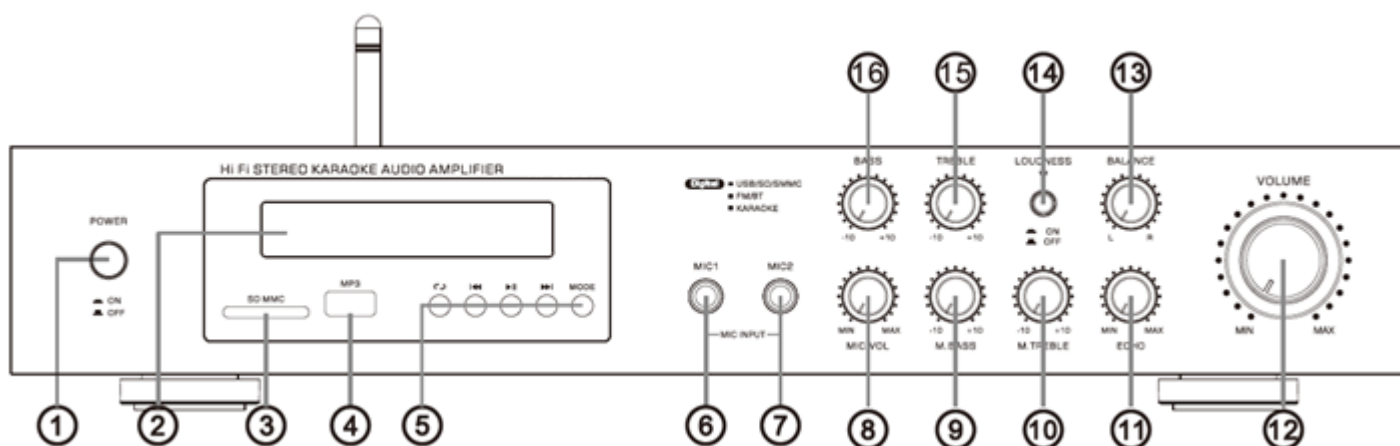 16 15 14 13
Hi Fi STEREO KARAOKE AUDIO AMPLIFIER
BASS TREBLE LOUDNESS BALANCE
Digital USB/SD/SMMC
FM/BT
KARAOKE
VOLUME
POWER
1 2
-10 +10 -10 +10 ON L R
OFF
MP3
MIC1 MIC2
SD MMC
MODE
ON
OFF
MIN MAX -10 +10 -10 +10 MIN MAX
MIN MAX
MIC INPUT
MIC.VOL M.BASS M.TREBLE ECHO
3 4 5 6 7 8 9 10 11 12